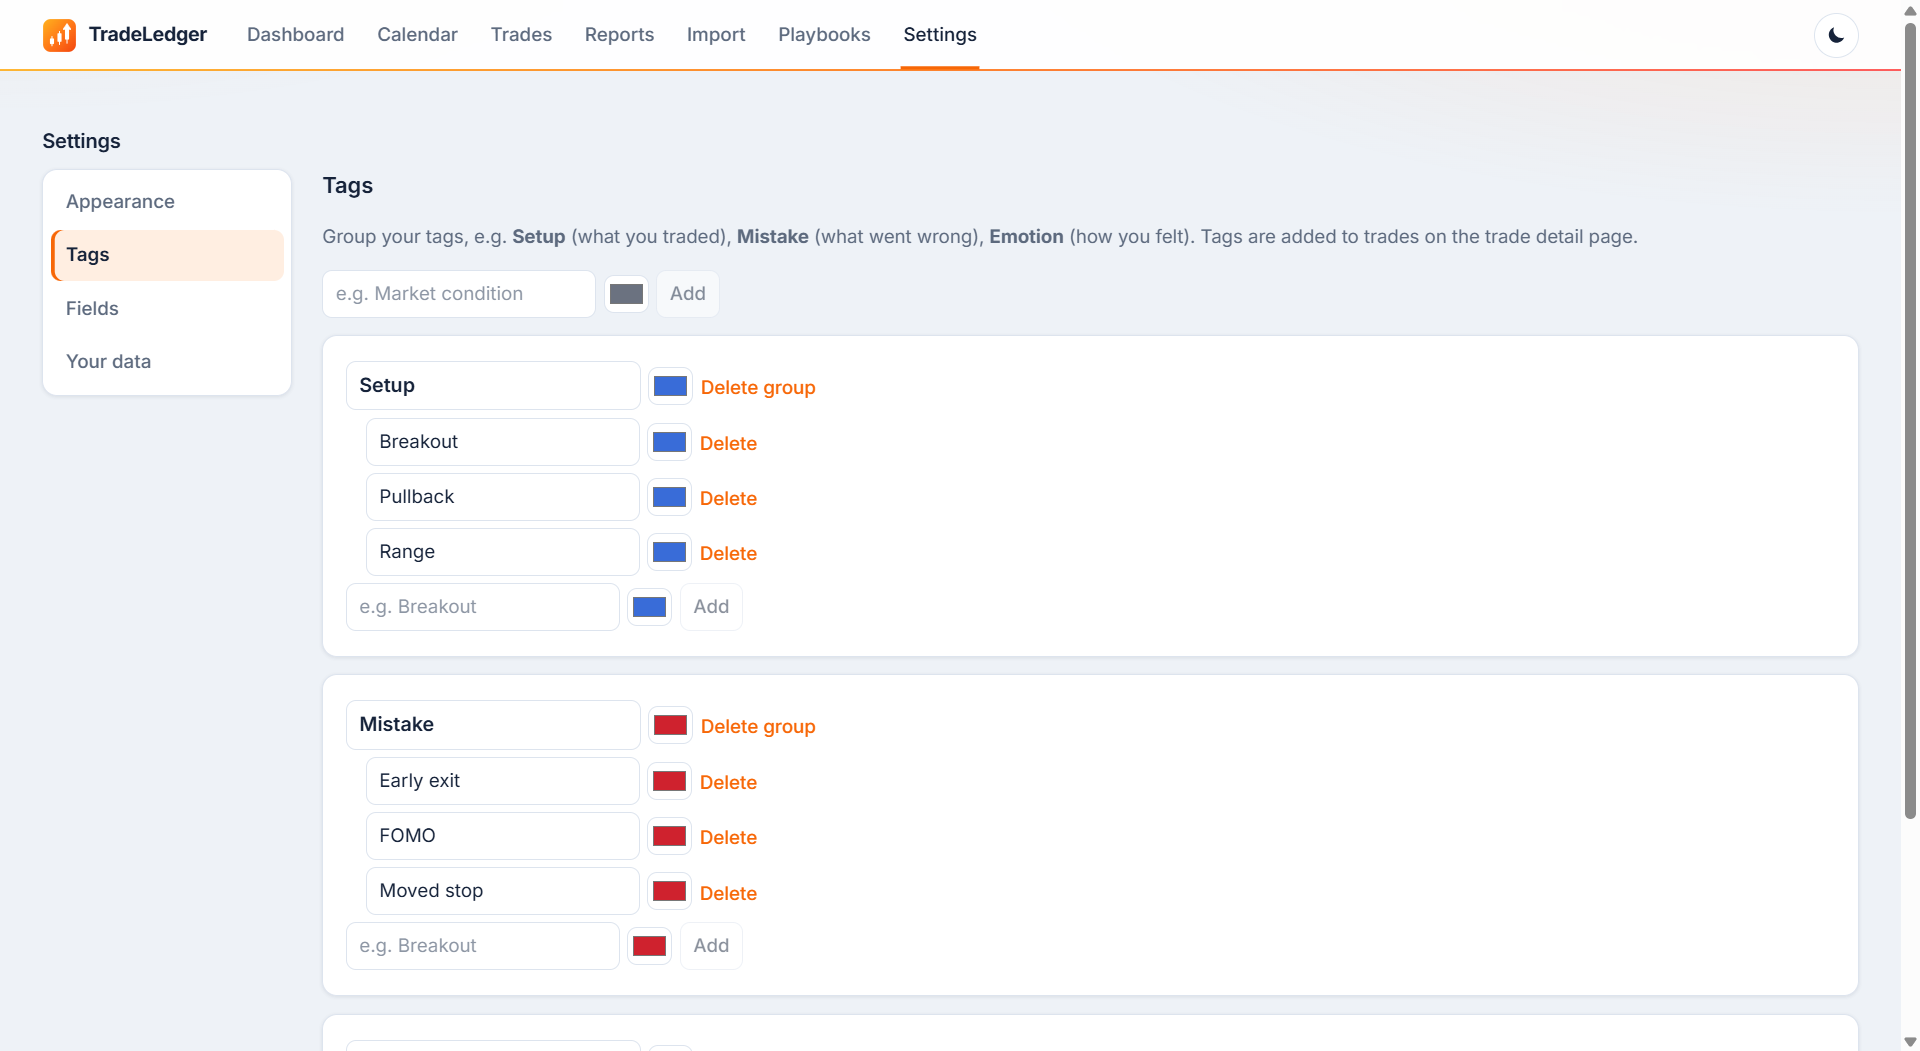 TradeLedger Dashboard Calendar Trades Reports Import Playbooks Settings
Settings
Appearance
Tags
Fields
Your data
Tags
Group your tags, e.g. Setup (what you traded), Mistake (what went wrong), Emotion (how you felt). Tags are added to trades on the trade detail page.
e.g. Market condition Add
Setup Delete group
Breakout Delete
Pullback Delete
Range Delete
e.g. Breakout Add
Mistake Delete group
Early exit Delete
FOMO Delete
Moved stop Delete
e.g. Breakout Add